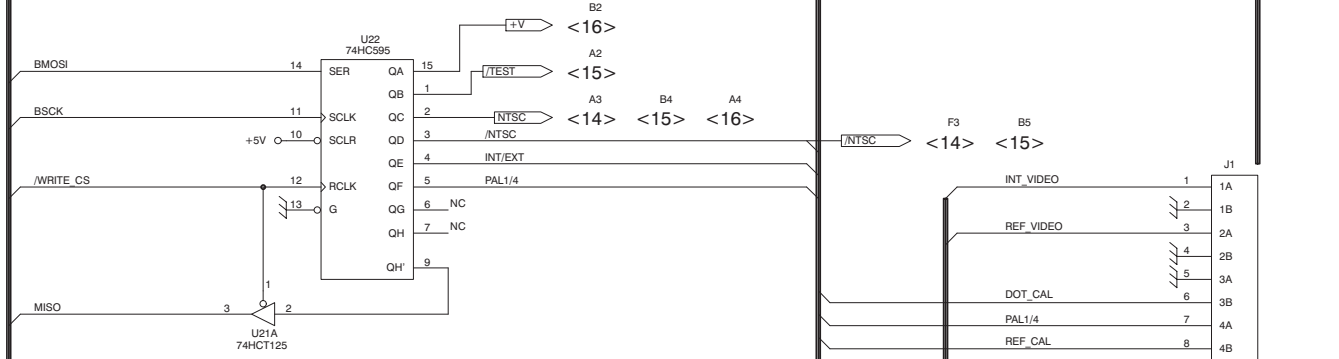 B2
+V <16>
U22
74HC595
A2
BMOSI 14 SER QA 15 /TEST <15>
QB 1
A3 B4 A4
BSCK 11 SCLK QC 2 NTSC <14> <15> <16>
F3 B5
+5V 10 SCLR QD 3 /NTSC /NTSC <14> <15>
QE 4 INT/EXT
J1
/WRITE_CS 12 RCLK QF 5 PAL1/4 INT_VIDEO 1 1A
13 G QG 6 NC 2 1B
QH 7 NC REF_VIDEO 3 2A
4 2B
QH' 9
5 3A
1
DOT_CAL 6 3B
MISO 3 2
PAL1/4 7 4A
U21A
74HCT125
REF_CAL 8 4B